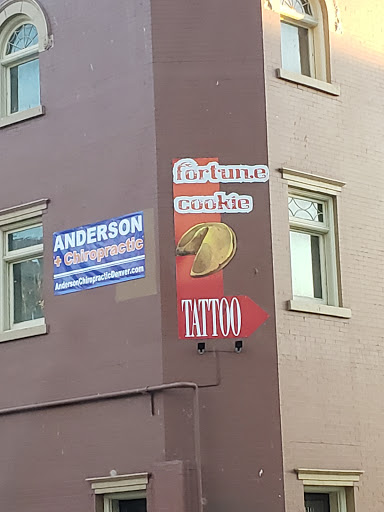 fortune
cookie
TATTOO
ANDERSON
+ Chiropractic
AndersonChiropracticDenver.com